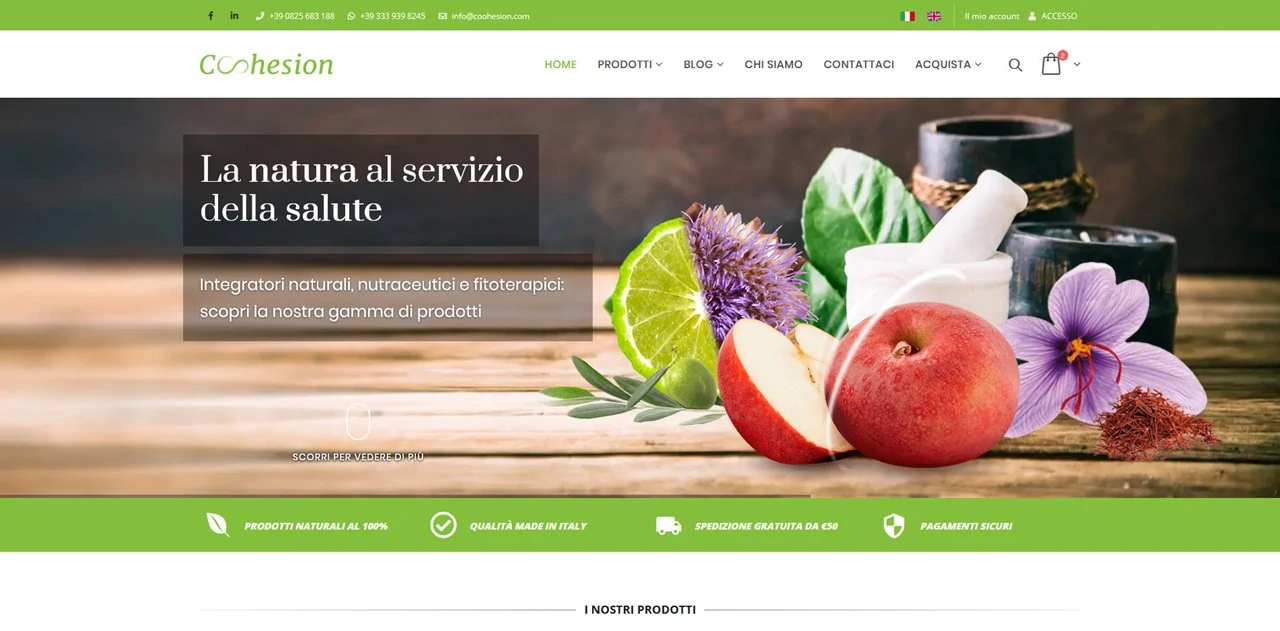 +39 0825 683 188
+39 333 939 8245
info@coohesion.com
Il mio account
ACCESSO
Coohesion
HOME
PRODOTTI
BLOG
CHI SIAMO
CONTATTACI
ACQUISTA
2
La natura al servizio
della salute
Integratori naturali, nutraceutici e fitoterapici:
scopri la nostra gamma di prodotti
SCORRI PER VEDERE DI PIÙ
PRODOTTI NATURALI AL 100%
QUALITÀ MADE IN ITALY
SPEDIZIONE GRATUITA DA €50
PAGAMENTI SICURI
I NOSTRI PRODOTTI